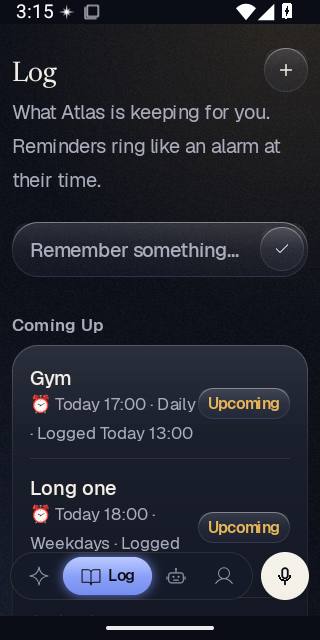 3:15
Log
What Atlas is keeping for you.
Reminders ring like an alarm at
their time.
Remember something...
Coming Up
Gym
⏰ Today 17:00 · Daily
· Logged Today 13:00
Upcoming
Long one
⏰ Today 18:00 ·
Weekdays · Logged
Upcoming
Log